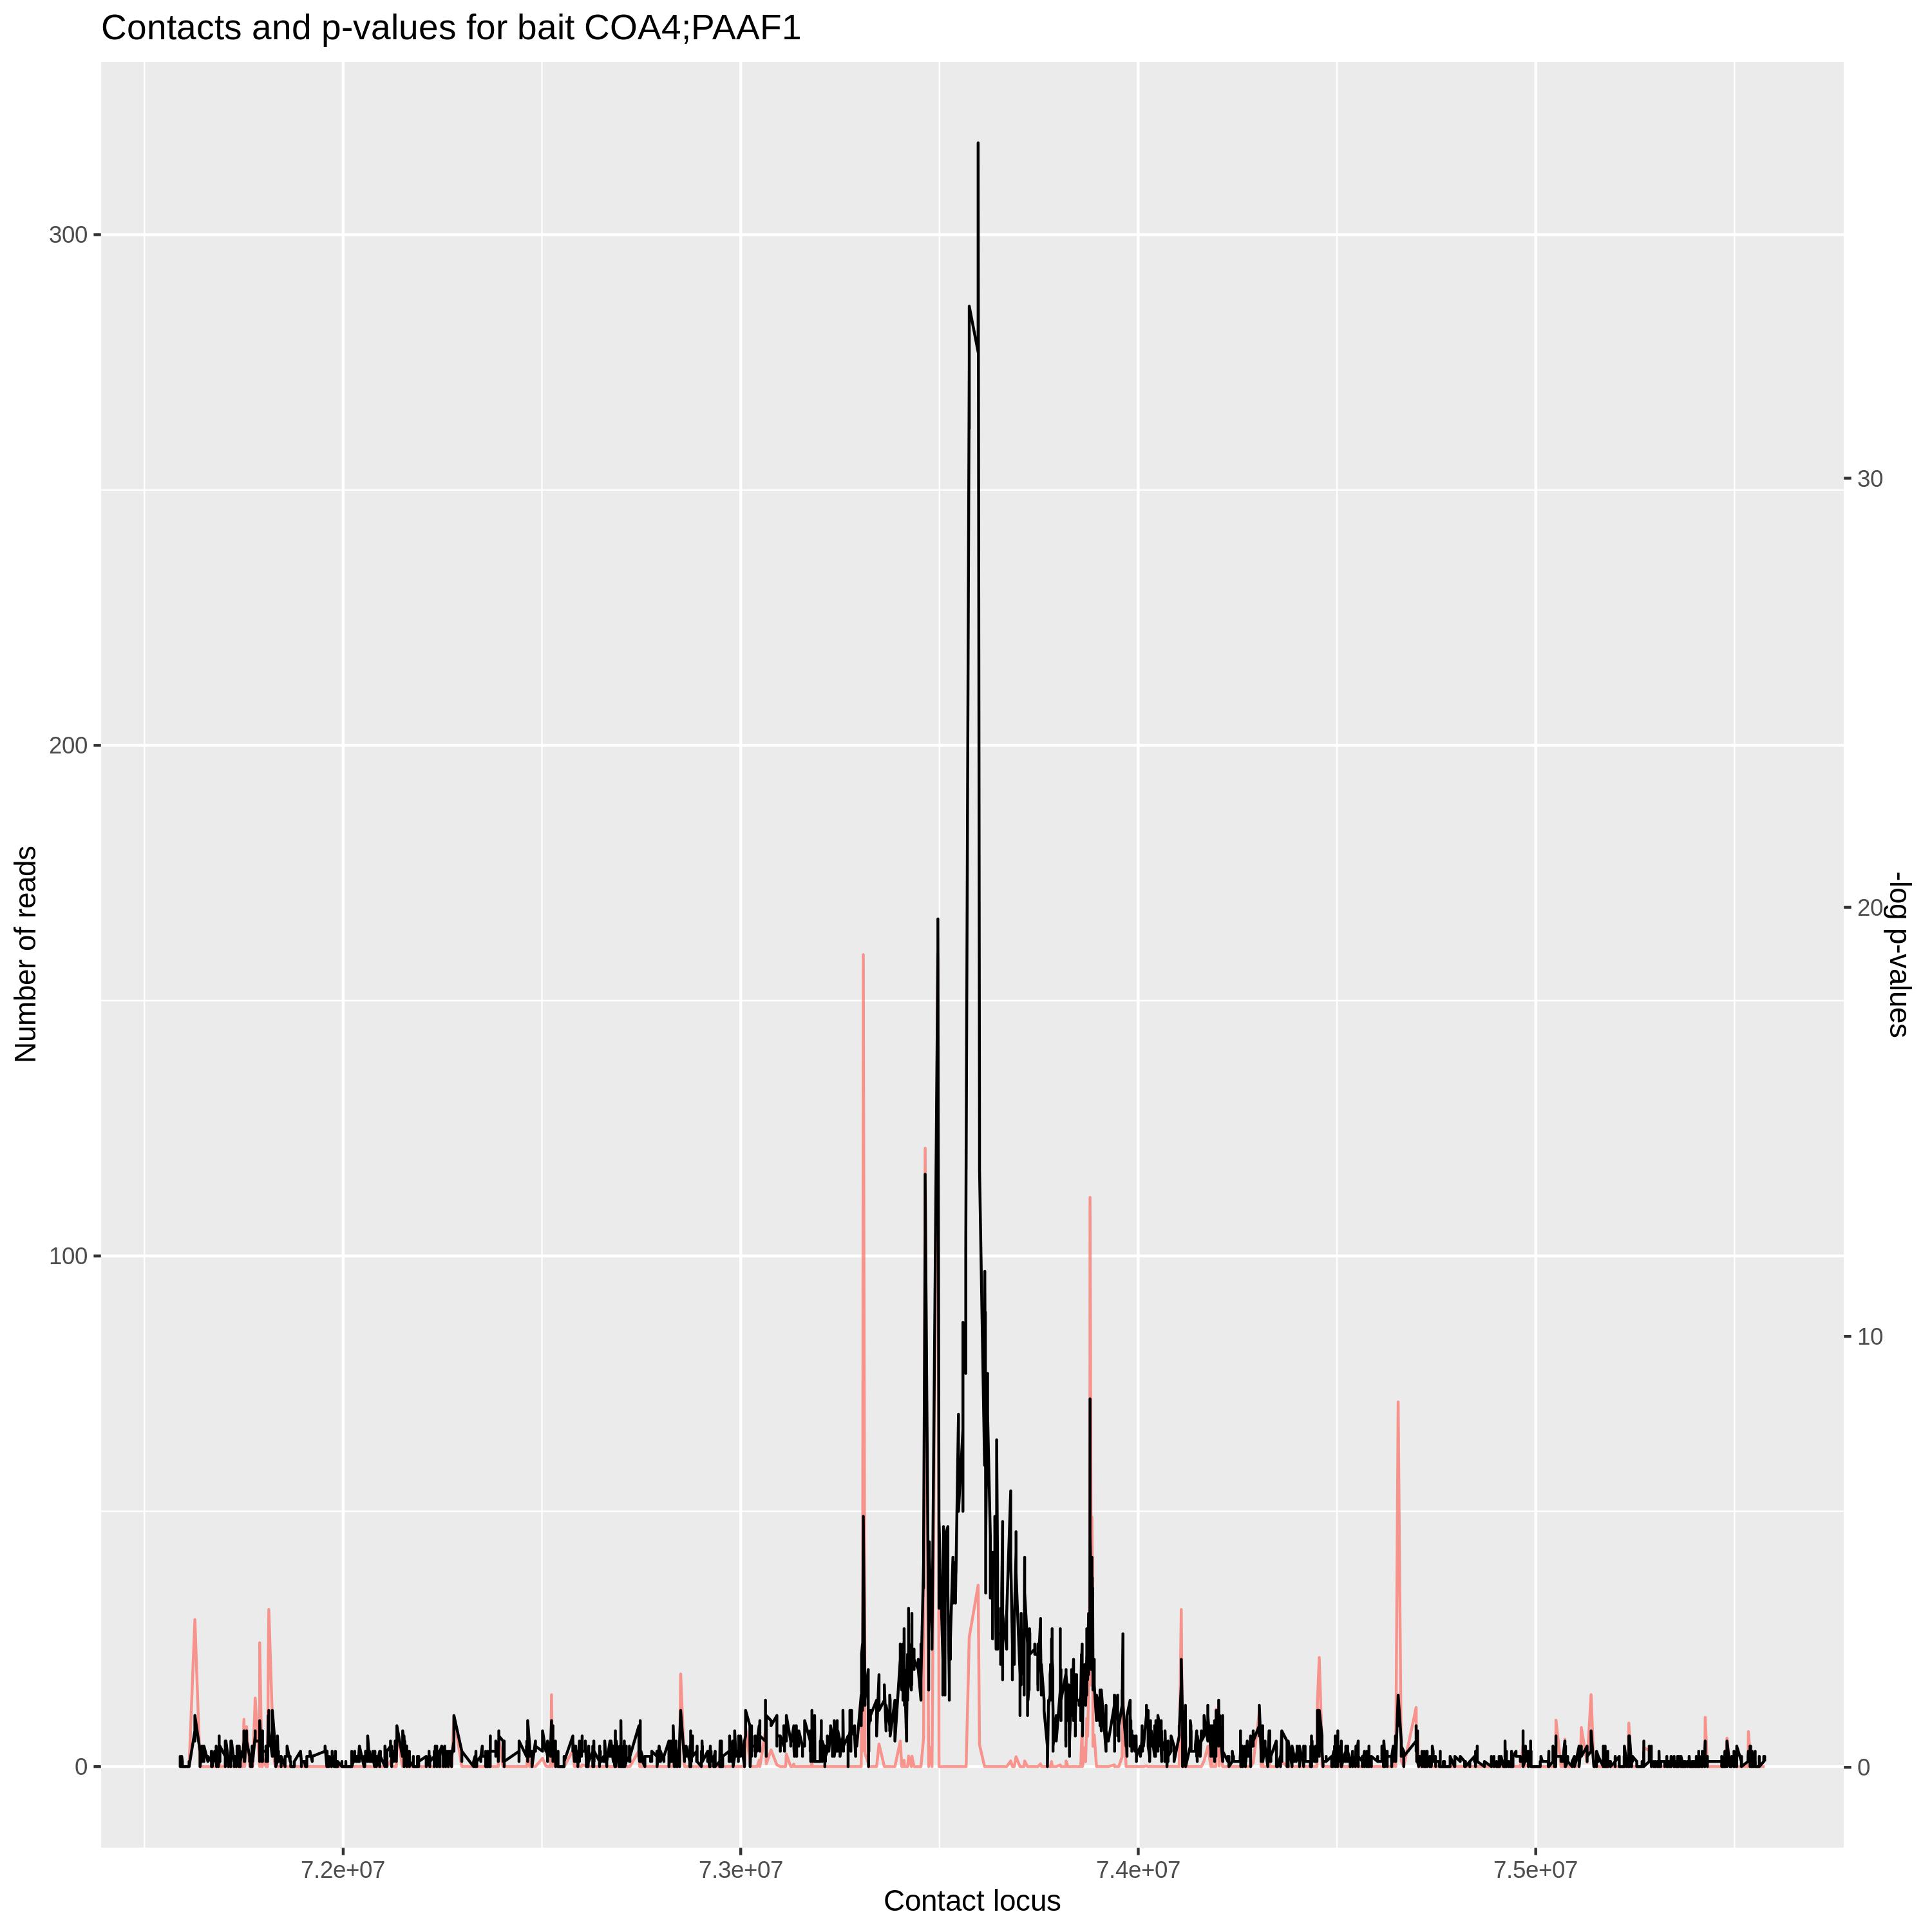 Contacts and p-values for bait COA4;PAAF1
300
200
100
0
Number of reads
30
20
10
0
-log p-values
7.2e+07
7.3e+07
7.4e+07
7.5e+07
Contact locus